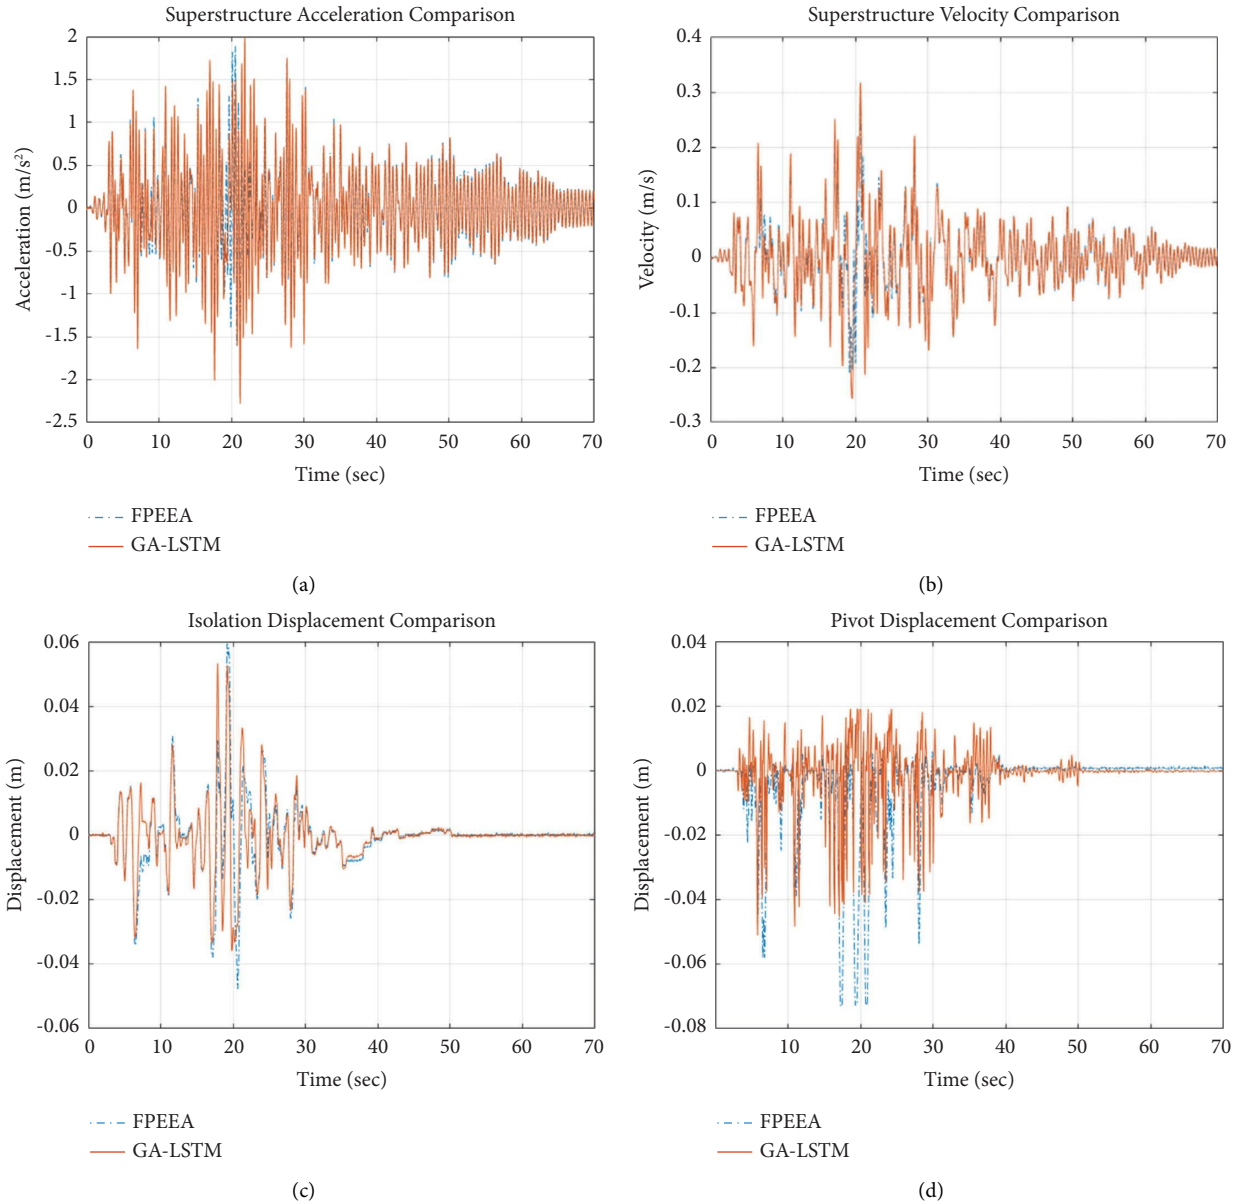 Superstructure Acceleration Comparison
2
1.5
1
0.5
0
-0.5
-1
-1.5
-2
-2.5
Acceleration (m/s²)
0 10 20 30 40 50 60 70
Time (sec)
FPEEA
GA-LSTM
(a)
Superstructure Velocity Comparison
0.4
0.3
0.2
0.1
0
-0.1
-0.2
-0.3
Velocity (m/s)
0 10 20 30 40 50 60 70
Time (sec)
FPEEA
GA-LSTM
(b)
Isolation Displacement Comparison
0.06
0.04
0.02
0
-0.02
-0.04
-0.06
Displacement (m)
0 10 20 30 40 50 60 70
Time (sec)
FPEEA
GA-LSTM
(c)
Pivot Displacement Comparison
0.04
0.02
0
-0.02
-0.04
-0.06
-0.08
Displacement (m)
10 20 30 40 50 60 70
Time (sec)
FPEEA
GA-LSTM
(d)